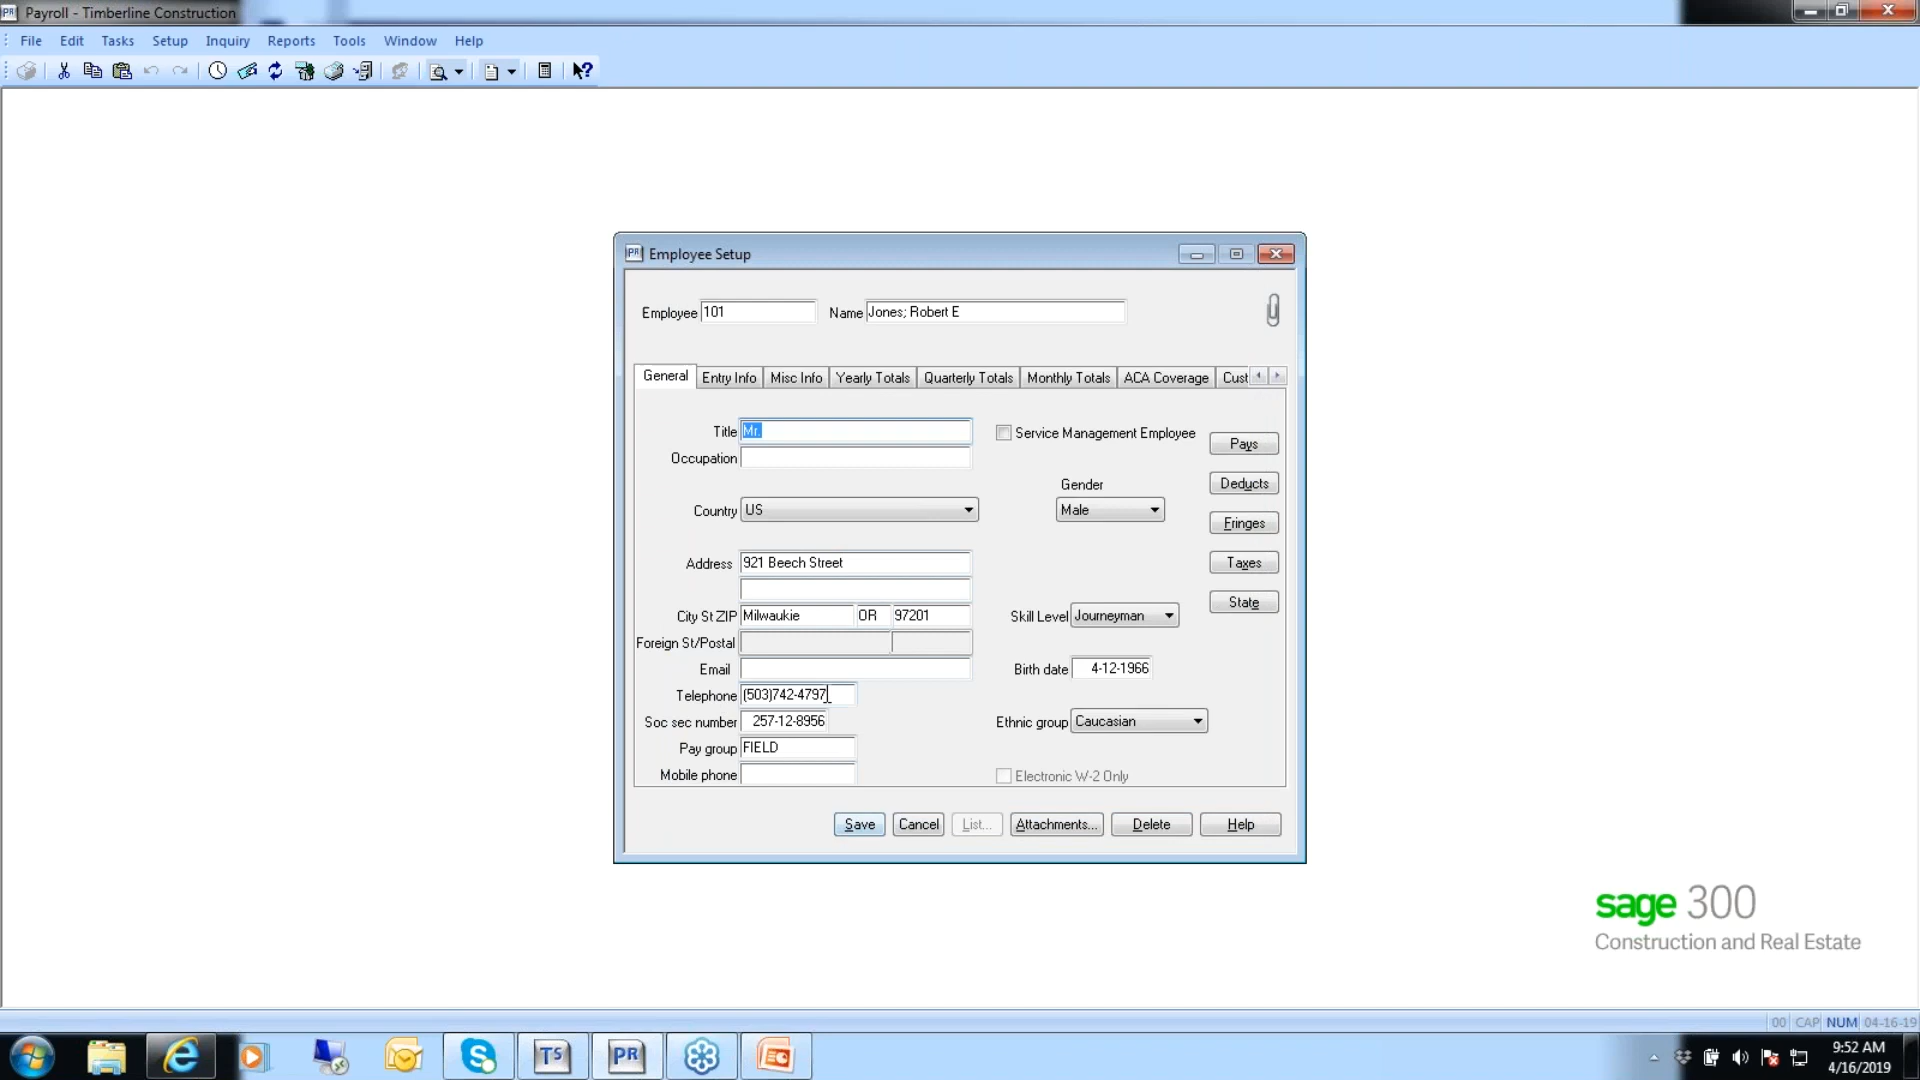 PR Payroll - Timberline Construction
File Edit Tasks Setup Inquiry Reports Tools Window Help
PR Employee Setup
Employee 101 Name Jones; Robert E
General Entry Info Misc Info Yearly Totals Quarterly Totals Monthly Totals ACA Coverage Cust
Title Mr. Service Management Employee Pays
Occupation
Gender Deducts
Country US Male
Fringes
Address 921 Beech Street Taxes
State
City St ZIP Milwaukie OR 97201 Skill Level Journeyman
Foreign St/Postal
Email Birth date 4-12-1966
Telephone (503)742-4797
Soc sec number 257-12-8956 Ethnic group Caucasian
Pay group FIELD
Mobile phone Electronic W-2 Only
Save Cancel List... Attachments... Delete Help
sage 300
Construction and Real Estate
00 CAP NUM 04-16-19
TS PR
9:52 AM
4/16/2019